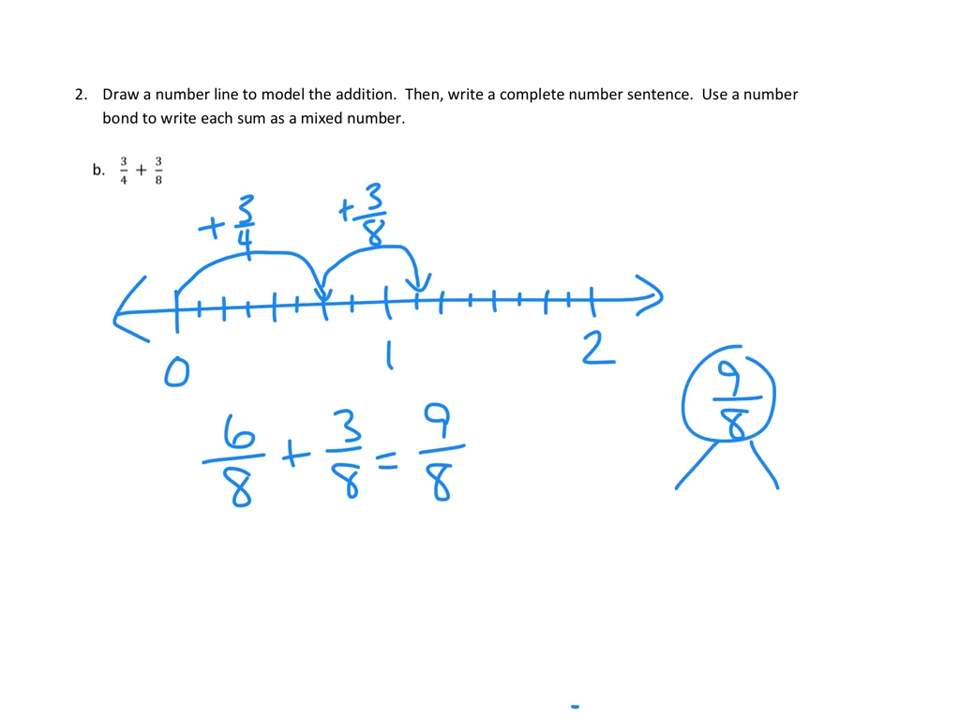 2. Draw a number line to model the addition. Then, write a complete number sentence. Use a number
bond to write each sum as a mixed number.
b. 3/4 + 3/8
+ 3/4 + 3/8
0 1 2
6/8 + 3/8 = 9/8
9/8